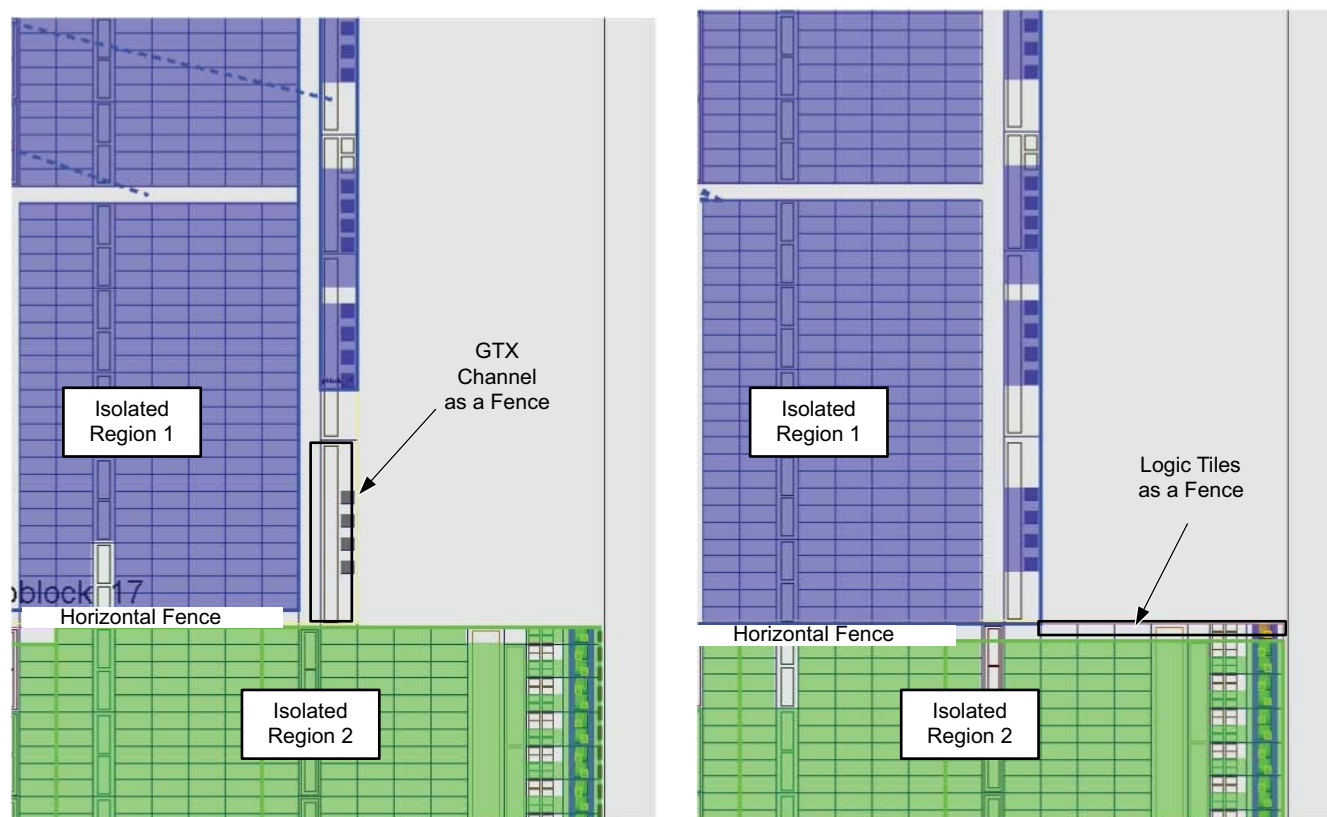 GTX
Channel
as a Fence
Isolated
Region 1
oblock 17
Horizontal Fence
Isolated
Region 2
Isolated
Region 1
Logic Tiles
as a Fence
Horizontal Fence
Isolated
Region 2